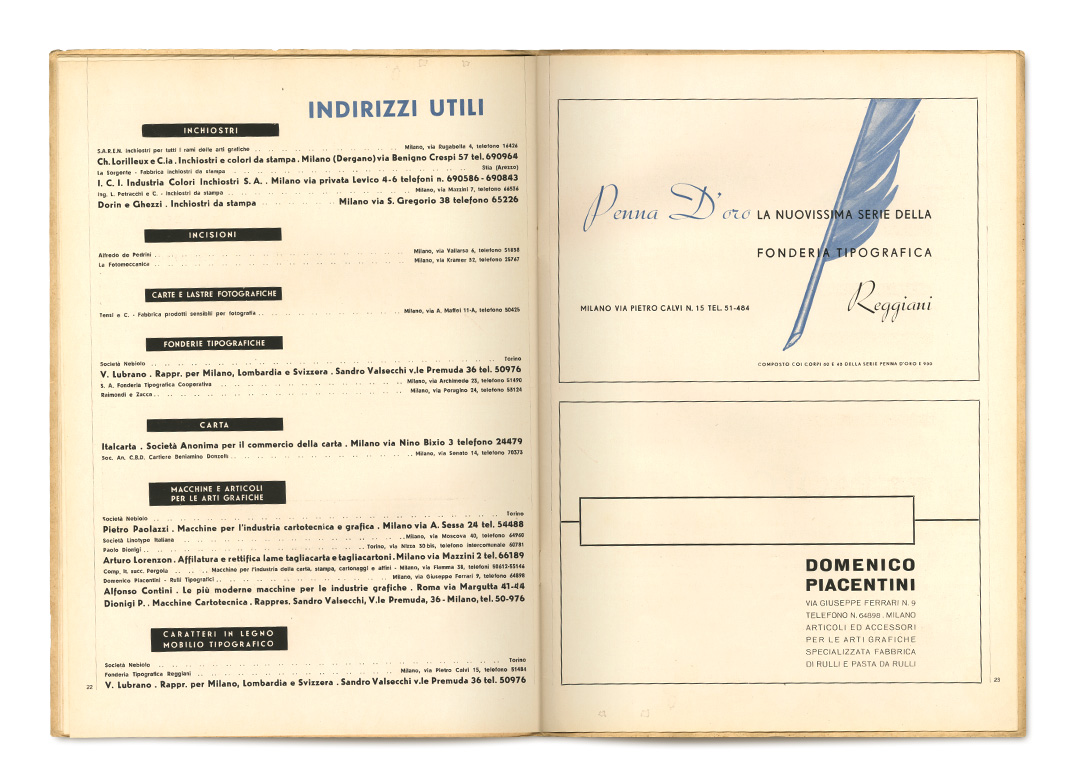 INDIRIZZI UTILI
INCHIOSTRI
S.A.R.E.N. inchiostri per tutti i rami delle arti grafiche . . . Milano, via Rugabella 4, telefono 16426
Ch. Lorilleux e C.ia . Inchiostri e colori da stampa . Milano (Dergano) via Benigno Crespi 57 tel. 690964
La Sorgente - Fabbrica inchiostri da stampa . . . Stia (Arezzo)
I. C. I. Industria Colori Inchiostri S. A. . Milano via privata Levico 4-6 telefoni n. 690586 - 690843
Ing. L. Petracchi e C. - Inchiostri da stampa . . . Milano, via Mazzini 7, telefono
Dorin e Ghezzi . Inchiostri da stampa . . . Milano via S. Gregorio 38 telefono 65226
INCISIONI
Alfredo de Pedrini . . . Milano, via Vallarsa 6, telefono
La Fotomeccanica . . . Milano, via Kramer 52, telefono 25767
CARTE E LASTRE FOTOGRAFICHE
Tensi e C. - Fabbrica prodotti sensibili per fotografia . . . Milano, via A. Maffei 11-A, telefono 50425
FONDERIE TIPOGRAFICHE
Società Nebiolo . . . Torino
V. Lubrano . Rappr. per Milano, Lombardia e Svizzera . Sandro Valsecchi v.le Premuda 36 tel. 50976
S. A. Fonderia Tipografica Cooperativa . . . Milano, via Archimede 23, telefono
Raimondi e Zucca . . . Milano, via Perugino 24, telefono 58124
CARTA
Italcarta . Società Anonima per il commercio della carta . Milano via Nino Bixio 3 telefono 24479
Soc. An. C.B.D. Cartiere Beniamino Donzelli . . . Milano, via Senato 14, telefono 70373
MACCHINE E ARTICOLI
PER LE ARTI GRAFICHE
Società Nebiolo . . . Torino
Pietro Paolazzi . Macchine per l'industria cartotecnica e grafica . Milano via A. Sessa 24 tel. 54488
Società Linotype Italiana . . . Milano, via Moscova 40, telefono 64960
Paolo Dionigi . . . Torino, via Nizza 30 bis, telefono intercomunale 60781
Arturo Lorenzon . Affilatura e rettifica lame tagliacarta e tagliacartoni . Milano via Mazzini 2 tel. 66189
Comp. It. succ. Pergola . . . Macchine per l'industria della carta, stampa, cartonaggi e affini - Milano, via Fiamma 38, telefoni 50612-55146
Domenico Piacentini - Rulli Tipografici . . . Milano, via Giuseppe Ferrari 9, telefono 64898
Alfonso Contini . Le più moderne macchine per le industrie grafiche . Roma via Margutta 41-44
Dionigi P. . Macchine Cartotecnica . Rappres. Sandro Valsecchi, V.le Premuda, 36 - Milano, tel. 50-976
CARATTERI IN LEGNO
MOBILIO TIPOGRAFICO
Società Nebiolo . . . Torino
Fonderia Tipografica Reggiani . . . Milano, via Pietro Calvi 15, telefono 51484
V. Lubrano . Rappr. per Milano, Lombardia e Svizzera . Sandro Valsecchi v.le Premuda 36 tel. 50976
22
Penna D'oro LA NUOVISSIMA SERIE DELLA
FONDERIA TIPOGRAFICA
Reggiani
MILANO VIA PIETRO CALVI N. 15 TEL. 51-484
COMPOSTO COI CORPI 60 E 48 DELLA SERIE PENNA D'ORO E 900
DOMENICO
PIACENTINI
VIA GIUSEPPE FERRARI N. 9
TELEFONO N. 64898 . MILANO
ARTICOLI ED ACCESSORI
PER LE ARTI GRAFICHE
SPECIALIZZATA FABBRICA
DI RULLI E PASTA DA RULLI
23